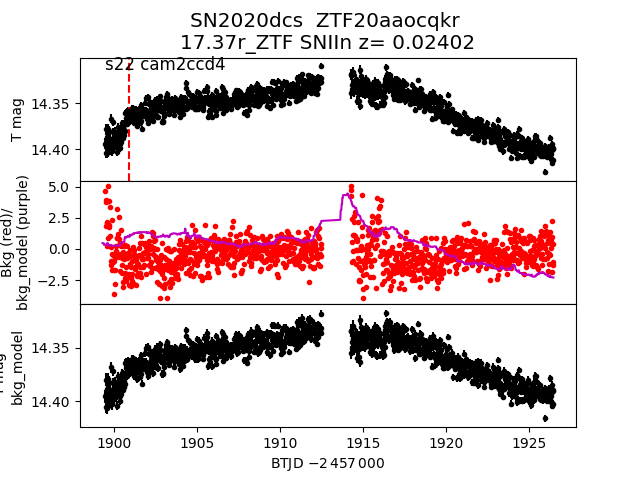 SN2020dcs ZTF20aaocqkr
17.37r_ZTF SNIIn z= 0.02402
s22 cam2ccd4
T mag
14.35
14.40
Bkg (red)/
bkg_model (purple)
5.0
2.5
0.0
−2.5
bkg_model
14.35
14.40
1900
1905
1910
1915
1920
1925
BTJD −2 457 000